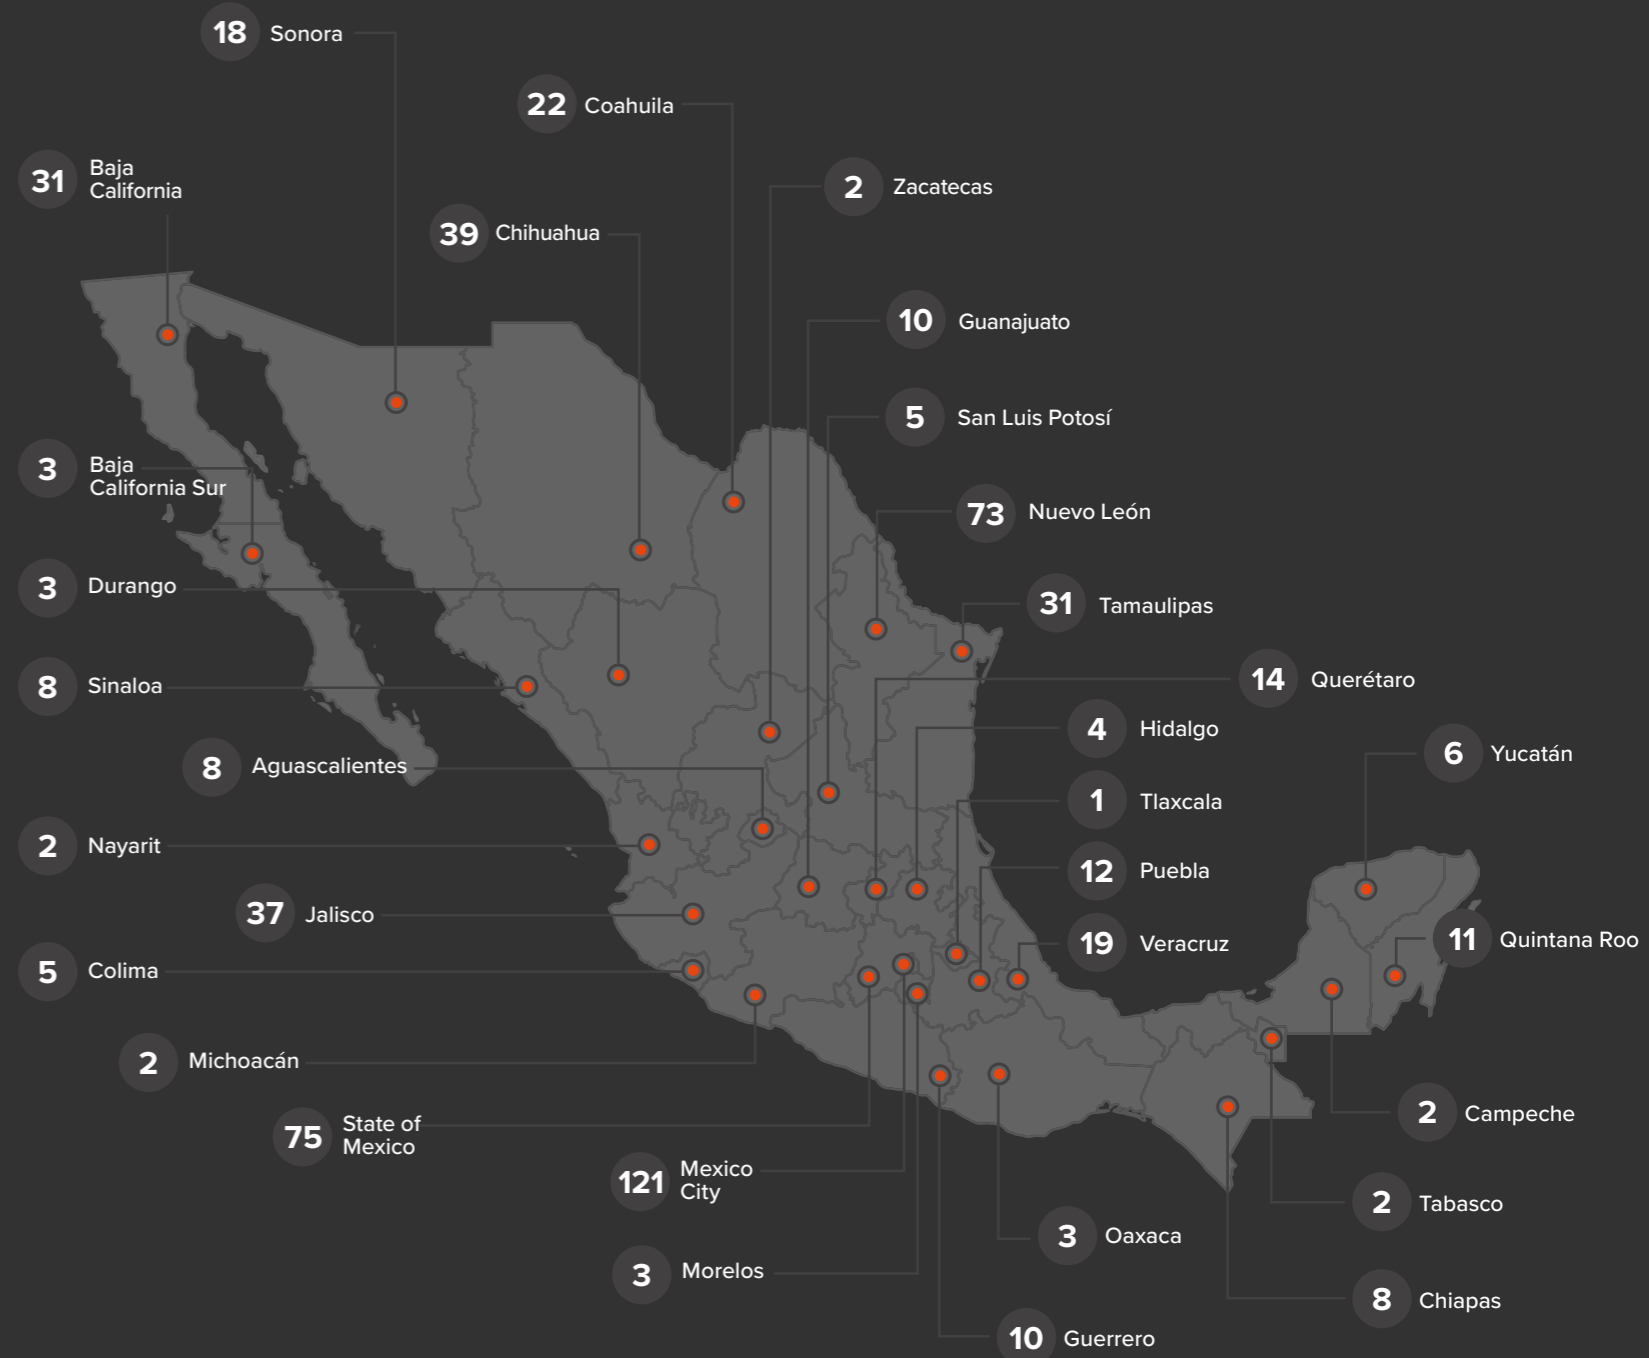 18 Sonora
22 Coahuila
31 Baja
California
2 Zacatecas
39 Chihuahua
10 Guanajuato
5 San Luis Potosí
3 Baja
California Sur
73 Nuevo León
3 Durango
31 Tamaulipas
8 Sinaloa
14 Querétaro
4 Hidalgo
6 Yucatán
8 Aguascalientes
1 Tlaxcala
2 Nayarit
12 Puebla
37 Jalisco
19 Veracruz
11 Quintana Roo
5 Colima
2 Michoacán
75 State of
Mexico
2 Campeche
121 Mexico
City
2 Tabasco
3 Oaxaca
3 Morelos
8 Chiapas
10 Guerrero